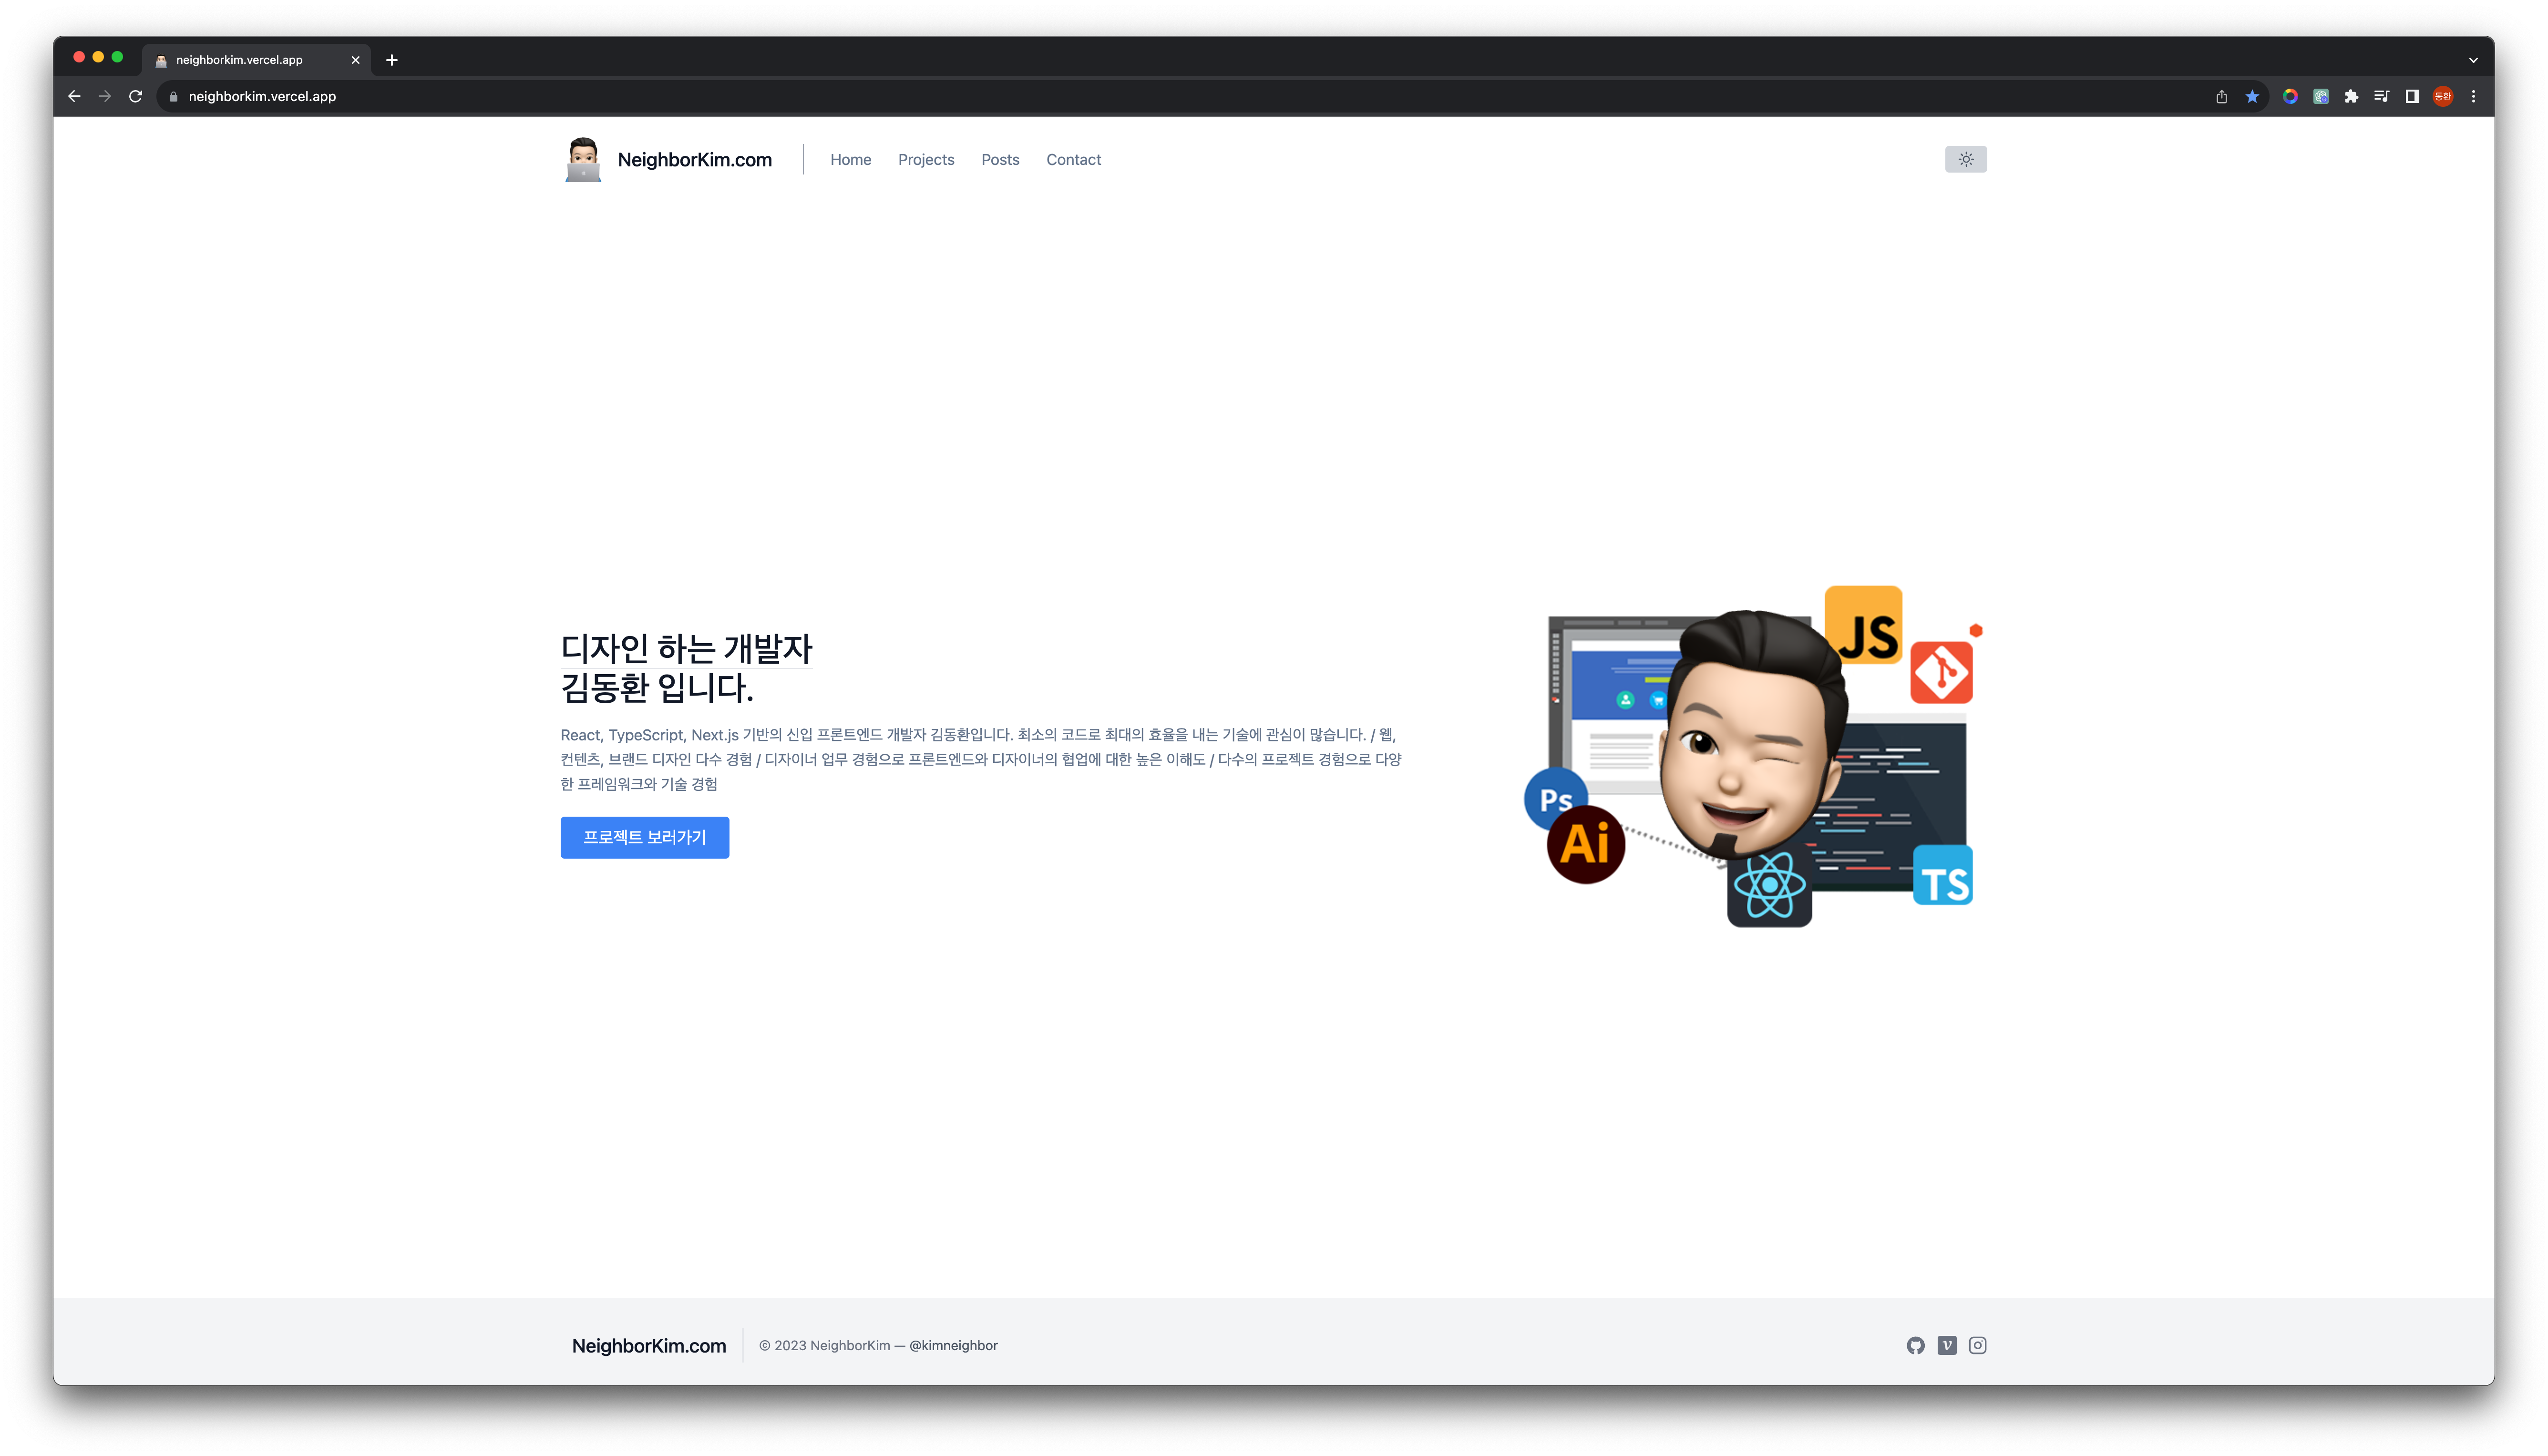 neighborkim.vercel.app
neighborkim.vercel.app
동환
NeighborKim.com
Home
Projects
Posts
Contact
디자인 하는 개발자
김동환 입니다.
React, TypeScript, Next.js 기반의 신입 프론트엔드 개발자 김동환입니다. 최소의 코드로 최대의 효율을 내는 기술에 관심이 많습니다. / 웹,
컨텐츠, 브랜드 디자인 다수 경험 / 디자이너 업무 경험으로 프론트엔드와 디자이너의 협업에 대한 높은 이해도 / 다수의 프로젝트 경험으로 다양
한 프레임워크와 기술 경험
프로젝트 보러가기
JS
Ps
Ai
TS
NeighborKim.com
© 2023 NeighborKim — @kimneighbor